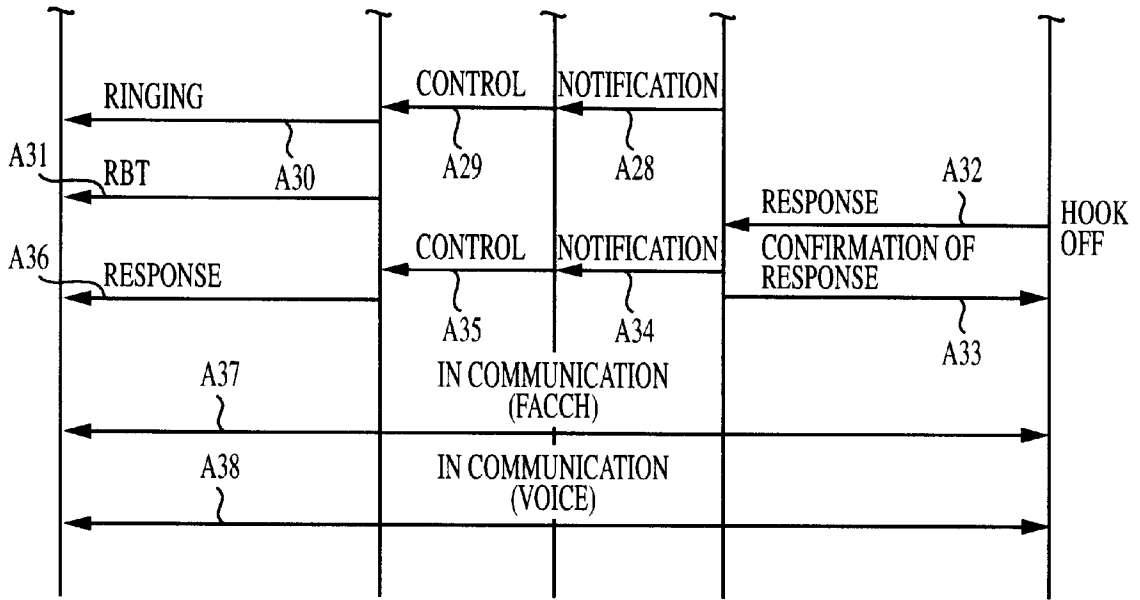 CONTROL NOTIFICATION
RINGING
A31
A30
A29
A28
A32
RBT
RESPONSE
HOOK
OFF
A36
CONTROL NOTIFICATION
CONFIRMATION OF
RESPONSE
RESPONSE
A35
A34
A33
A37
IN COMMUNICATION
(FACCH)
A38
IN COMMUNICATION
(VOICE)